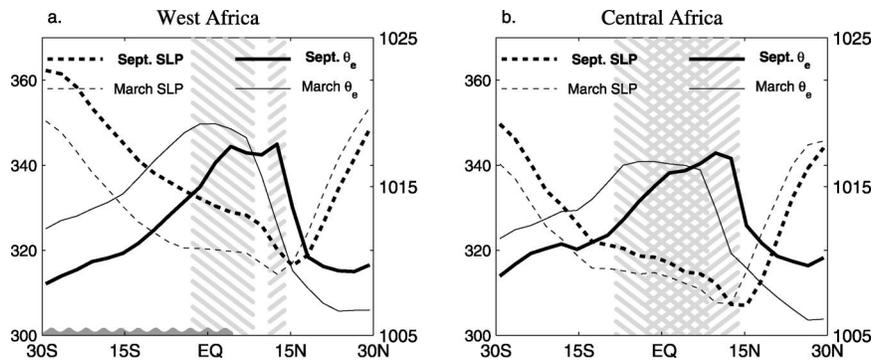 a. West Africa
b. Central Africa
1025
1025
360
360
Sept. SLP
Sept. θe
Sept. SLP
Sept. θe
March SLP
March θe
March SLP
March θe
340
1015
340
1015
320
320
300
1005
300
1005
30S 15S EQ 15N 30N
30S 15S EQ 15N 30N